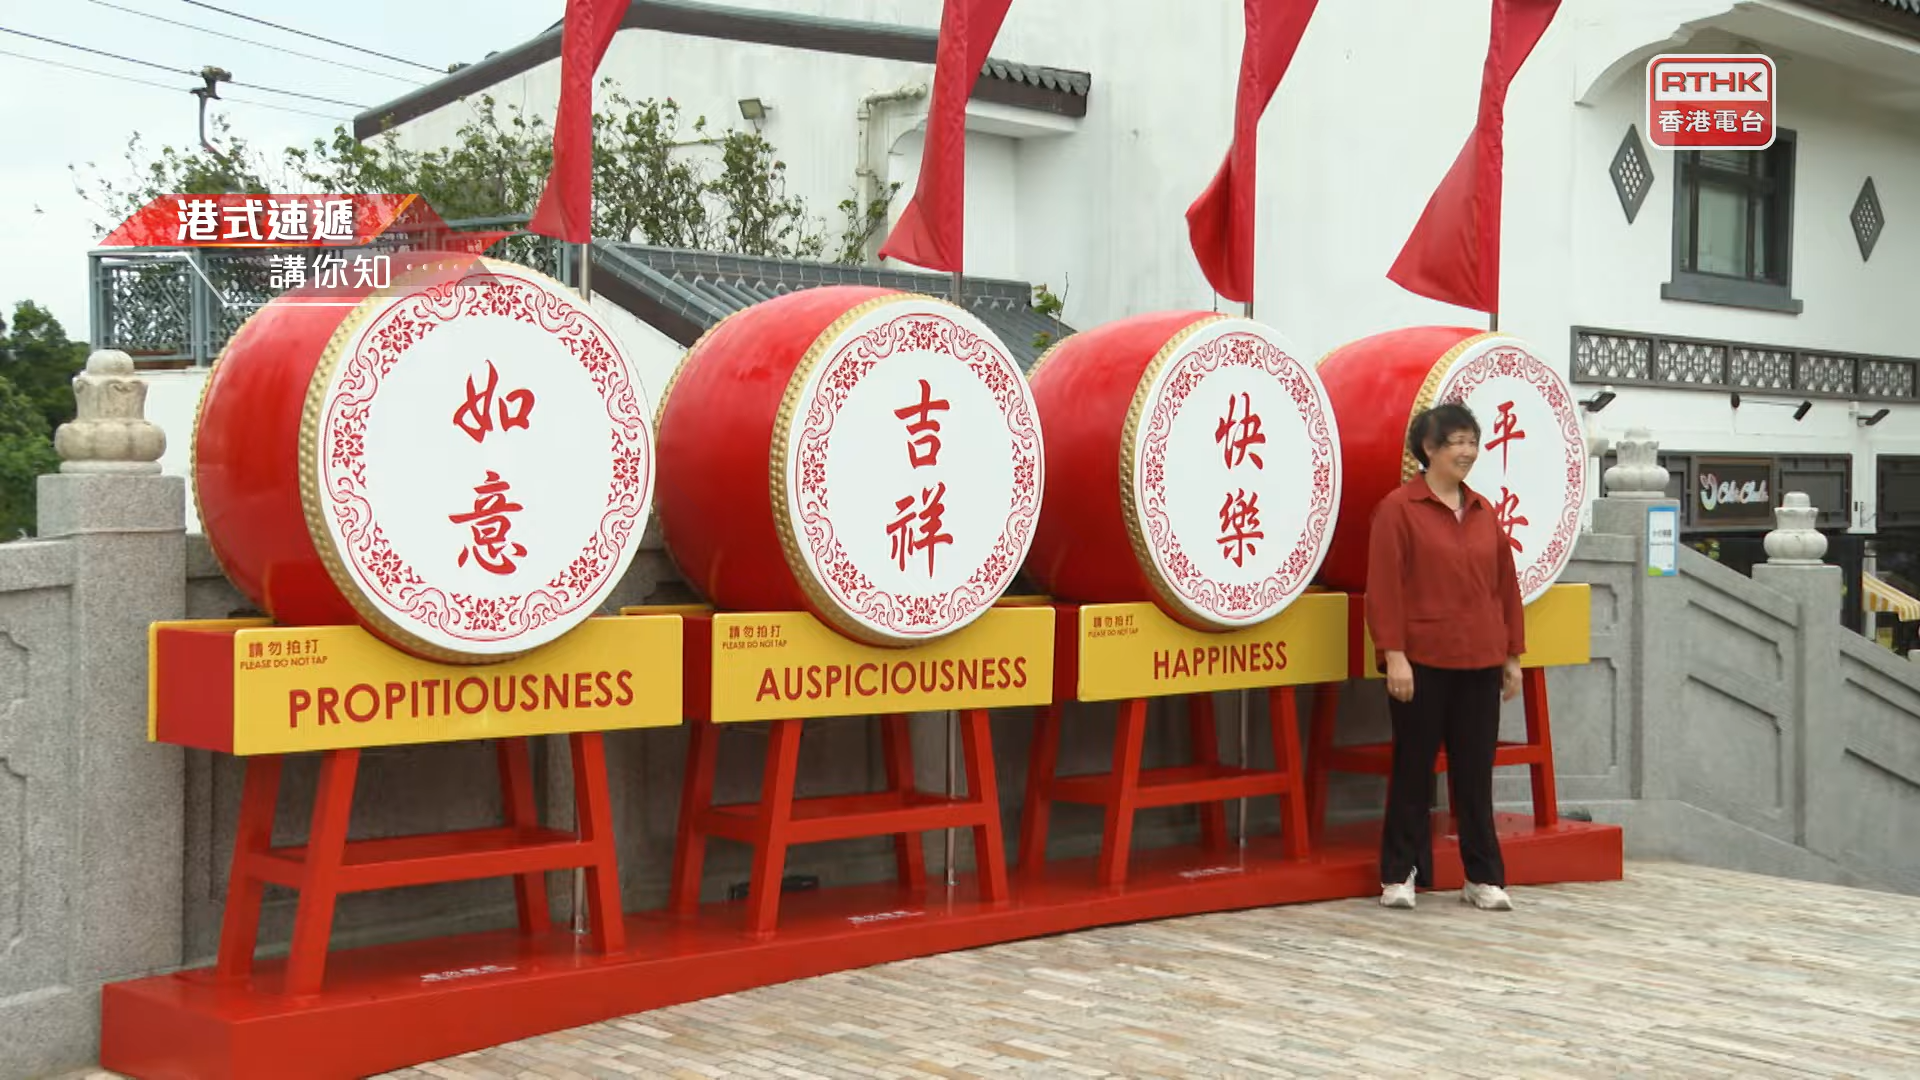 RTHK
香港電台
港式速遞
講你知
如意
吉祥
快樂
平安
請勿拍打
PLEASE DO NOT TAP
PROPITIOUSNESS
請勿拍打
PLEASE DO NOT TAP
AUSPICIOUSNESS
請勿拍打
PLEASE DO NOT TAP
HAPPINESS